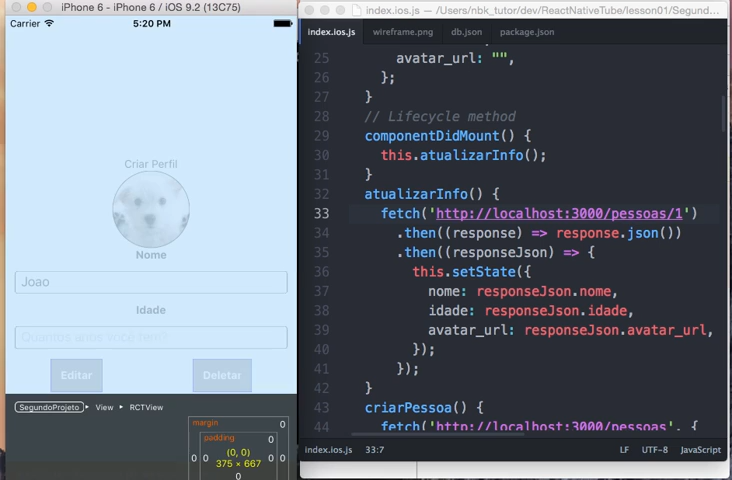 iPhone 6 - iPhone 6 / iOS 9.2 (13C75)
Carrier
5:20 PM
Criar Perfil
Nome
Joao
Idade
Quantos anos você tem?
Editar
Deletar
SegundoProjeto
View
RCTView
margin
0
padding
0
0 0
(0, 0)
375 × 667
0 0
0
index.ios.js — /Users/nbk_tutor/dev/ReactNativeTube/lesson01/Segund...
index.ios.js
wireframe.png
db.json
package.json
25 avatar_url: "",
26 };
27 }
28 // Lifecycle method
29 componentDidMount() {
30 this.atualizarInfo();
31 }
32 atualizarInfo() {
33 fetch('http://localhost:3000/pessoas/1')
34 .then((response) => response.json())
35 .then((responseJson) => {
36 this.setState({
37 nome: responseJson.nome,
38 idade: responseJson.idade,
39 avatar_url: responseJson.avatar_url,
40 });
41 });
42 }
43 criarPessoa() {
44 fetch('http://localhost:3000/pessoas', {
index.ios.js 33:7
LF UTF-8 JavaScript